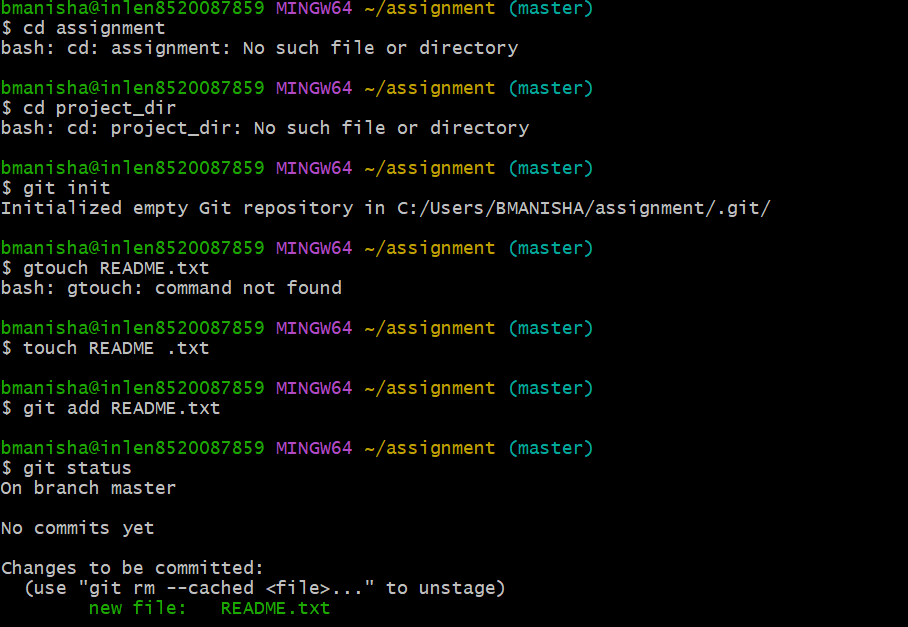 bmanisha@inlen8520087859 MINGW64 ~/assignment (master)
$ cd assignment
bash: cd: assignment: No such file or directory
bmanisha@inlen8520087859 MINGW64 ~/assignment (master)
$ cd project_dir
bash: cd: project_dir: No such file or directory
bmanisha@inlen8520087859 MINGW64 ~/assignment (master)
$ git init
Initialized empty Git repository in C:/Users/BMANISHA/assignment/.git/
bmanisha@inlen8520087859 MINGW64 ~/assignment (master)
$ gtouch README.txt
bash: gtouch: command not found
bmanisha@inlen8520087859 MINGW64 ~/assignment (master)
$ touch README .txt
bmanisha@inlen8520087859 MINGW64 ~/assignment (master)
$ git add README.txt
bmanisha@inlen8520087859 MINGW64 ~/assignment (master)
$ git status
On branch master
No commits yet
Changes to be committed:
  (use "git rm --cached <file>..." to unstage)
        new file:   README.txt